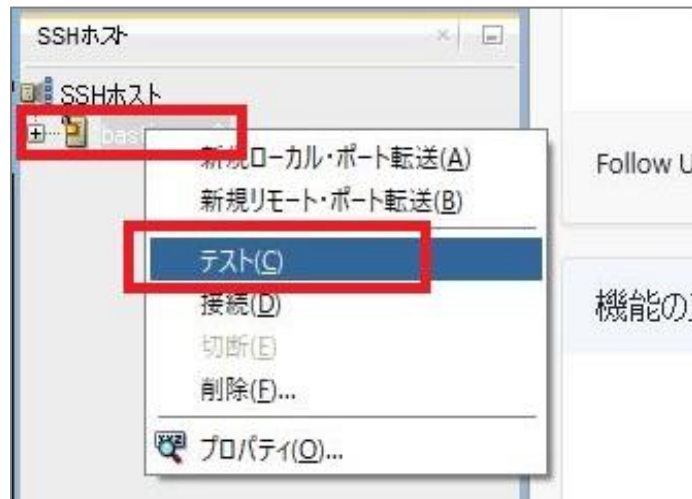 SSHホスト
SSHホスト
新規ローカル・ポート転送(A)
新規リモート・ポート転送(B)
テスト(C)
接続(D)
切断(E)
削除(F)...
プロパティ(O)...
Follow U
機能の